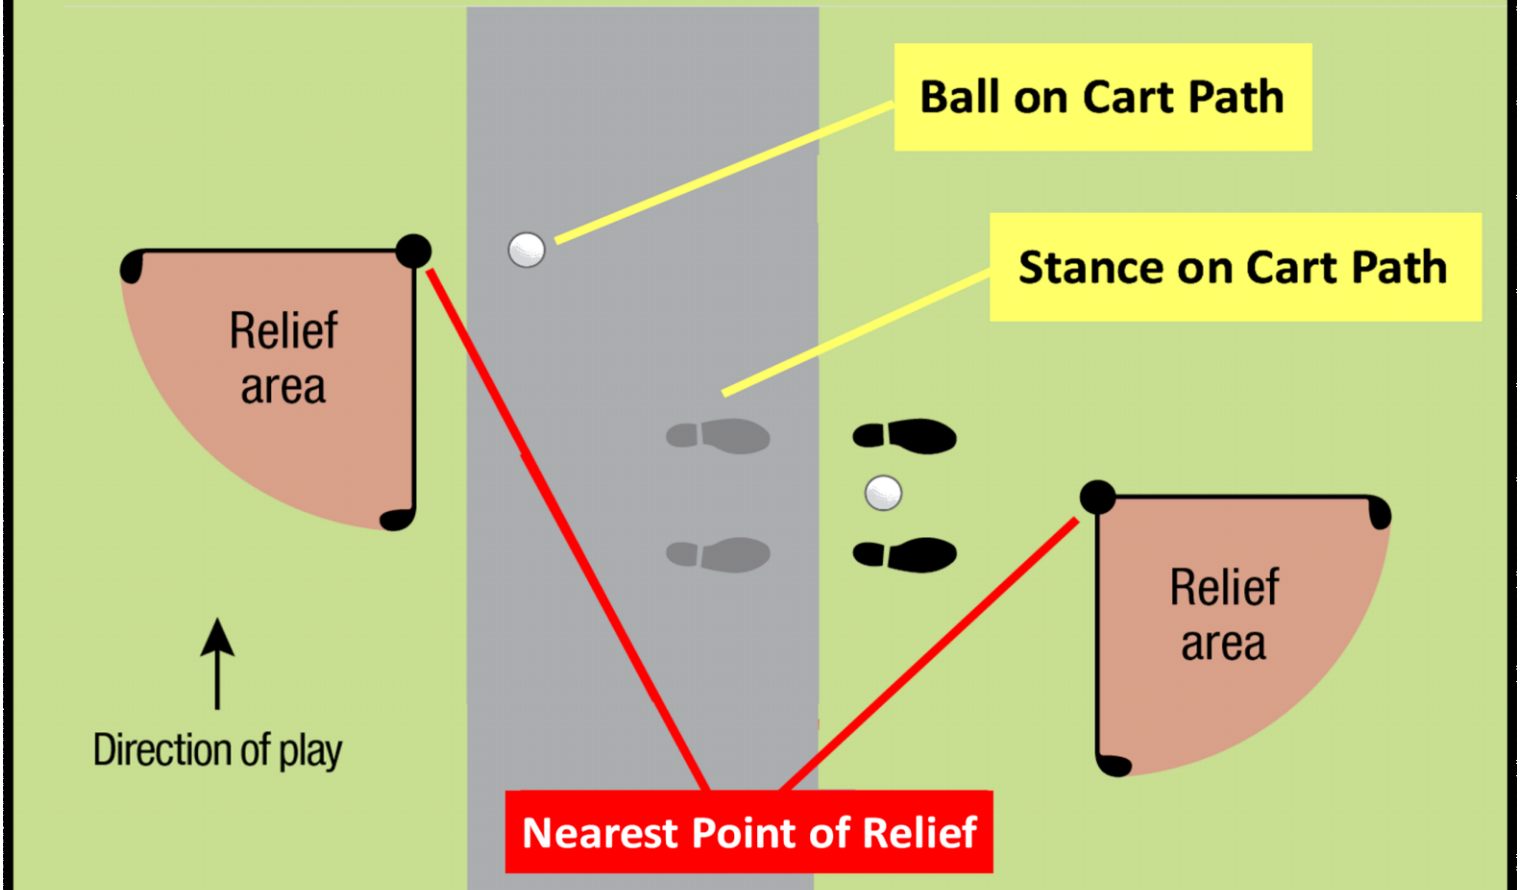 Ball on Cart Path
Stance on Cart Path
Relief
area
Relief
area
Direction of play
Nearest Point of Relief